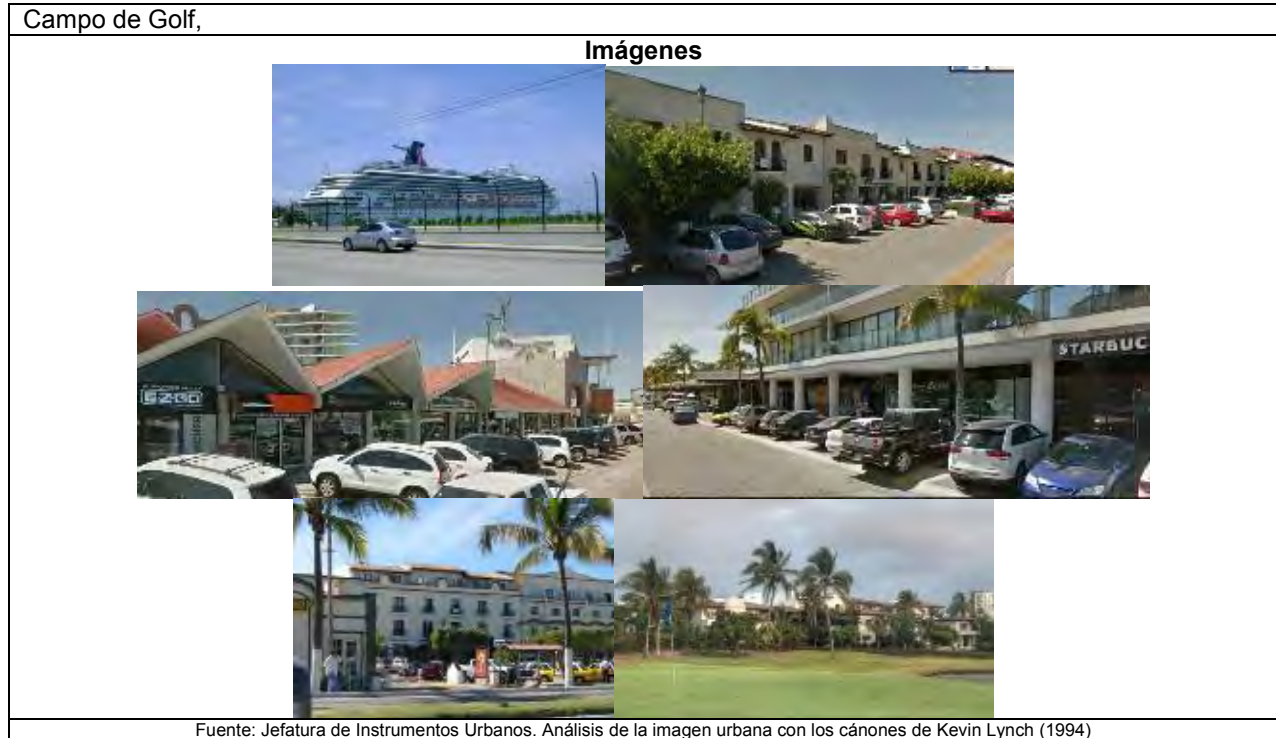 Campo de Golf,
Imágenes
STARBUC
Fuente: Jefatura de Instrumentos Urbanos. Análisis de la imagen urbana con los cánones de Kevin Lynch (1994)